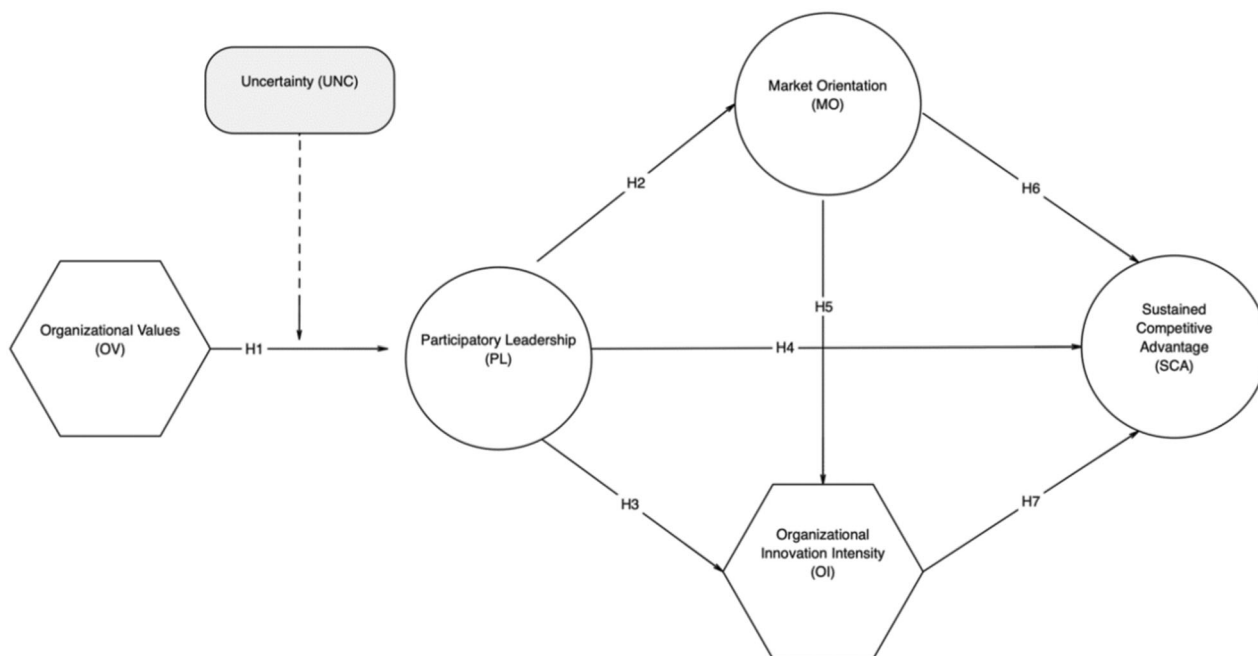 Uncertainty (UNC)
Market Orientation
(MO)
H2
H6
Organizational Values
(OV)
H1
Participatory Leadership
(PL)
H5
H4
Sustained
Competitive
Advantage
(SCA)
H3
H7
Organizational
Innovation Intensity
(OI)